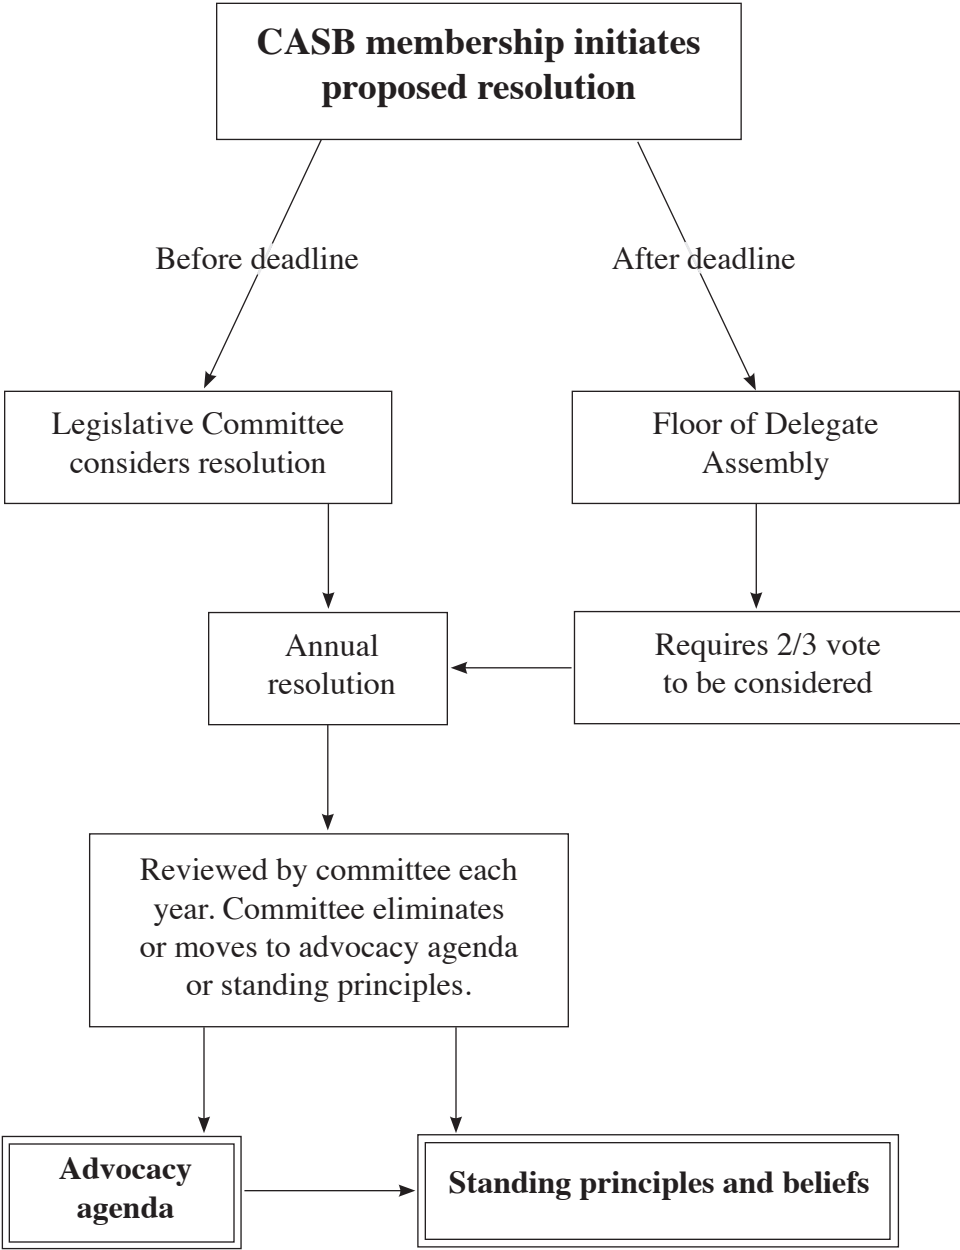 CASB membership initiates
proposed resolution
Before deadline
After deadline
Legislative Committee
considers resolution
Floor of Delegate
Assembly
Annual
resolution
Requires 2/3 vote
to be considered
Reviewed by committee each
year. Committee eliminates
or moves to advocacy agenda
or standing principles.
Advocacy
agenda
Standing principles and beliefs